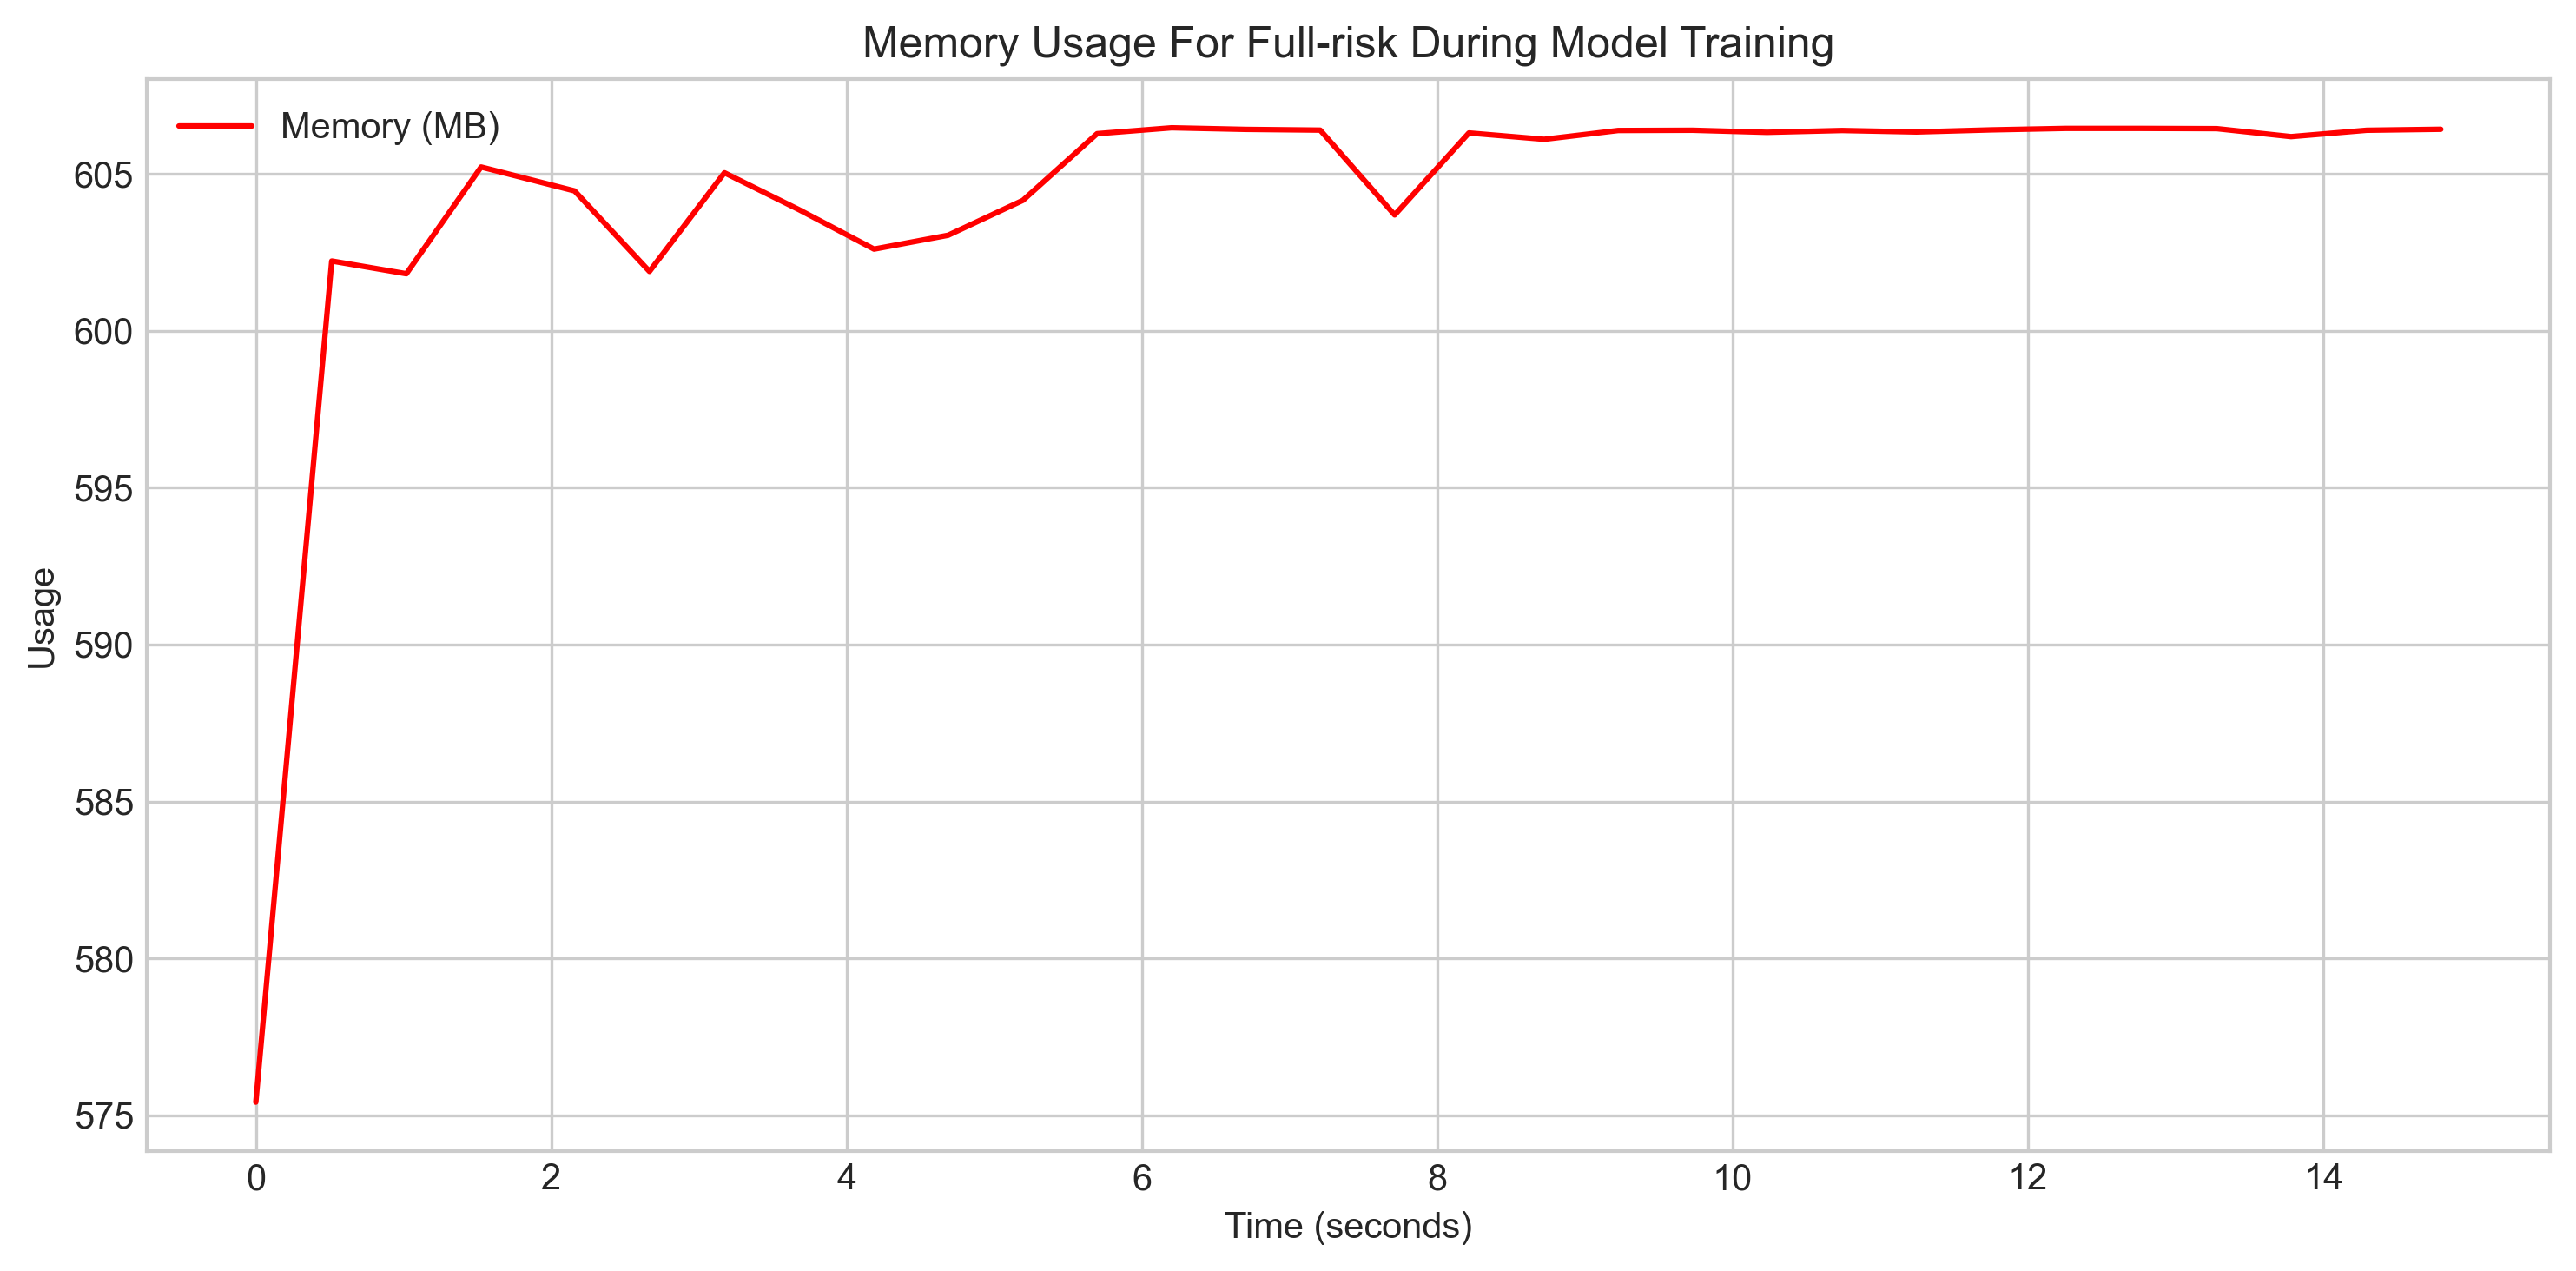 Memory Usage For Full-risk During Model Training
Memory (MB)
605
600
595
590
585
580
575
Usage
0 2 4 6 8 10 12 14
Time (seconds)